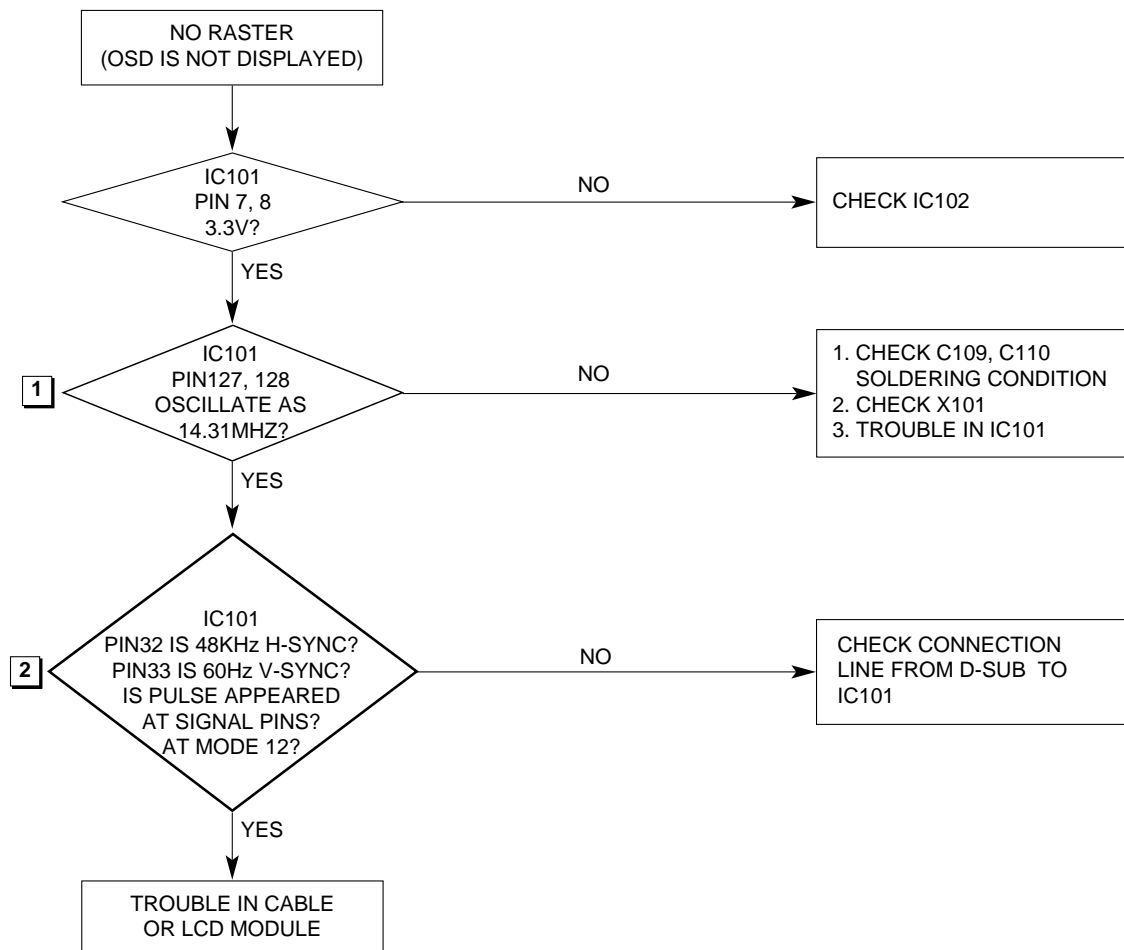 NO RASTER
(OSD IS NOT DISPLAYED)
IC101
PIN 7, 8
3.3V?
NO
CHECK IC102
YES
1
IC101
PIN127, 128
OSCILLATE AS
14.31MHZ?
NO
1. CHECK C109, C110
SOLDERING CONDITION
2. CHECK X101
3. TROUBLE IN IC101
YES
2
IC101
PIN32 IS 48KHz H-SYNC?
PIN33 IS 60Hz V-SYNC?
IS PULSE APPEARED
AT SIGNAL PINS?
AT MODE 12?
NO
CHECK CONNECTION
LINE FROM D-SUB TO
IC101
YES
TROUBLE IN CABLE
OR LCD MODULE